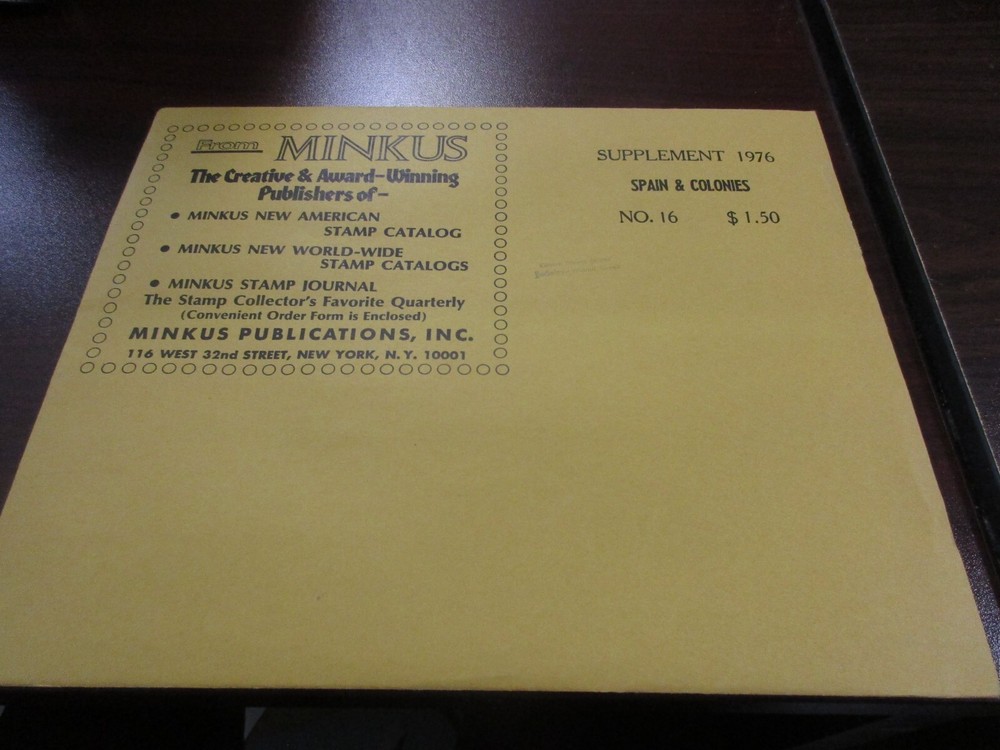 From MINKUS
The Creative & Award-Winning
Publishers of-
• MINKUS NEW AMERICAN
STAMP CATALOG
• MINKUS NEW WORLD-WIDE
STAMP CATALOGS
• MINKUS STAMP JOURNAL
The Stamp Collector's Favorite Quarterly
(Convenient Order Form is Enclosed)
MINKUS PUBLICATIONS, INC.
116 WEST 32nd STREET, NEW YORK, N.Y. 10001
SUPPLEMENT 1976
SPAIN & COLONIES
NO. 16 $1.50